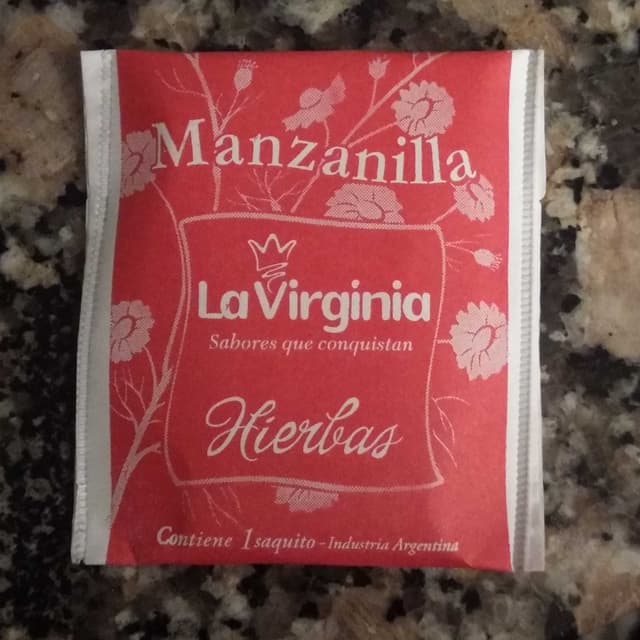 Manzanilla
La Virginia
Sabores que conquistan
Hierbas
Contiene 1 saquito - Industria Argentina